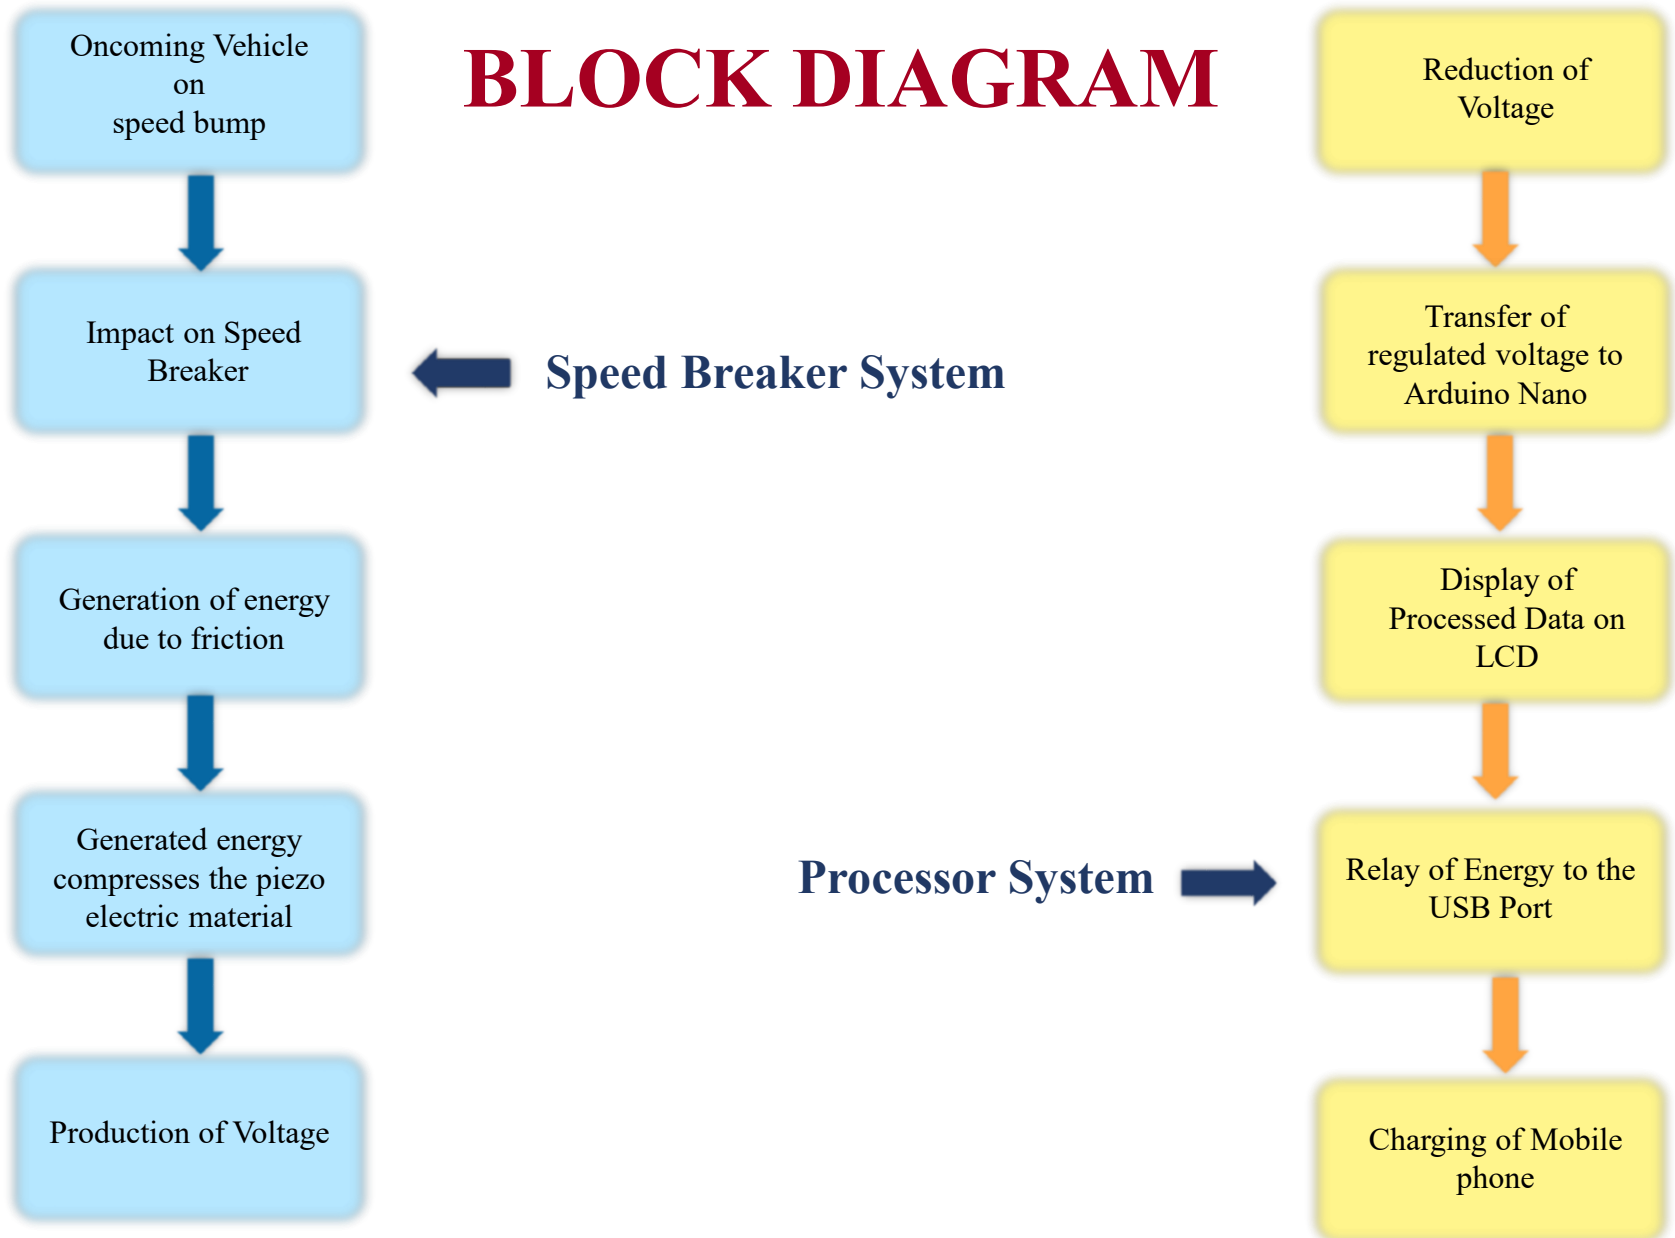 BLOCK DIAGRAM
Oncoming Vehicle
on
speed bump
Impact on Speed
Breaker
Generation of energy
due to friction
Generated energy
compresses the piezo
electric material
Production of Voltage
Speed Breaker System
Processor System
Reduction of
Voltage
Transfer of
regulated voltage to
Arduino Nano
Display of
Processed Data on
LCD
Relay of Energy to the
USB Port
Charging of Mobile
phone